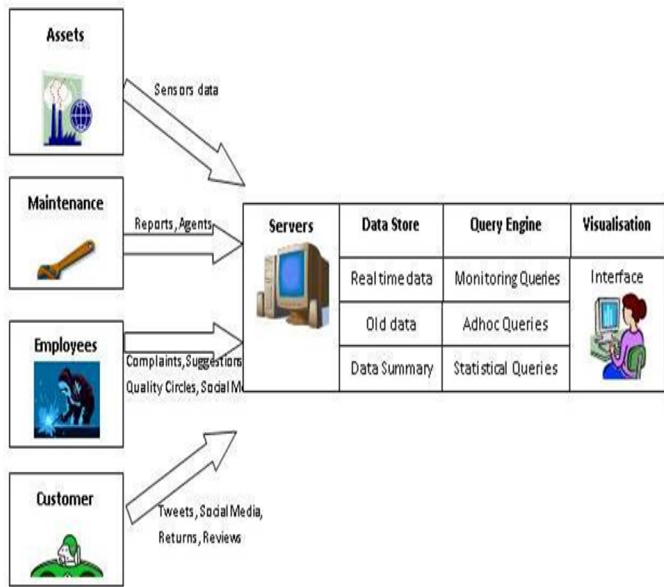 Assets
Sensors data
Maintenance
Reports, Agents
Employees
Complaints, Suggestions
Quality Circles, Social
Customer
Tweets, Social Media,
Returns, Reviews
Servers Data Store Query Engine Visualisation
Real time data Monitoring Queries Interface
Old data Adhoc Queries
Data Summary Statistical Queries